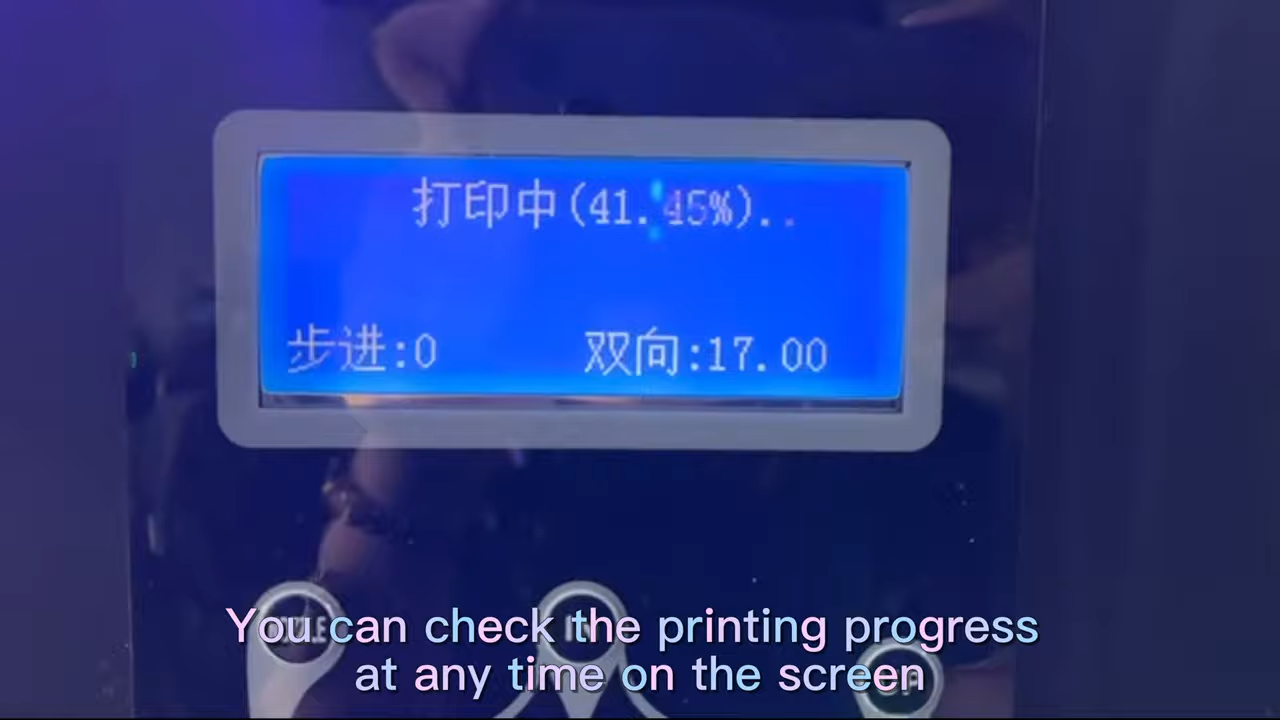 打印中(41.45%)..
步进:0 双向:17.00
You can check the printing progress
at any time on the screen